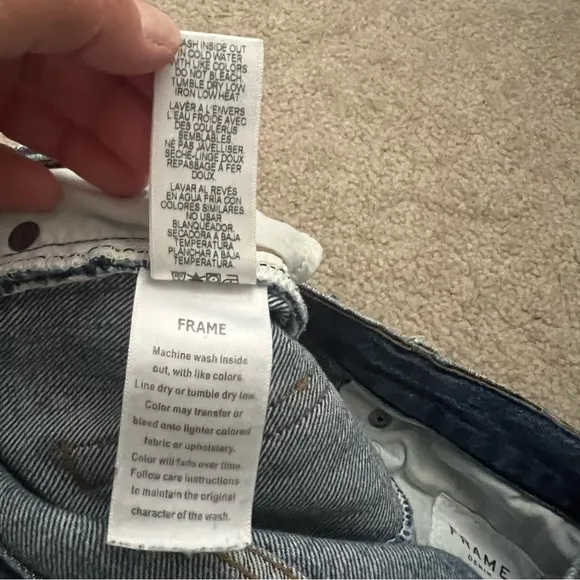 WASH INSIDE OUT
IN COLD WATER
WITH LIKE COLORS
DO NOT BLEACH
TUMBLE DRY LOW
IRON LOW HEAT
LAVER À L'ENVERS
L'EAU FROIDE AVEC
DES COULERUS
SEMBLABLES.
NE PAS JAVELLISER
SÈCHE-LINGE DOUX
REPASSAGE À FER
DOUX.
LAVAR AL REVÉS
EN AGUA FRIA CON
COLORES SIMILARES.
NO USAR
BLANQUEADOR.
SECADORA A BAJA
TEMPERATURA
PLANCHAR A BAJA
TEMPERATURA
FRAME
Machine wash inside
out, with like colors.
Line dry or tumble dry low.
Color may transfer or
bleed onto lighter colored
fabric or upholstery.
Color will fade over time.
Follow care instructions
to maintain the original
character of the wash.
FRAME
DENIM